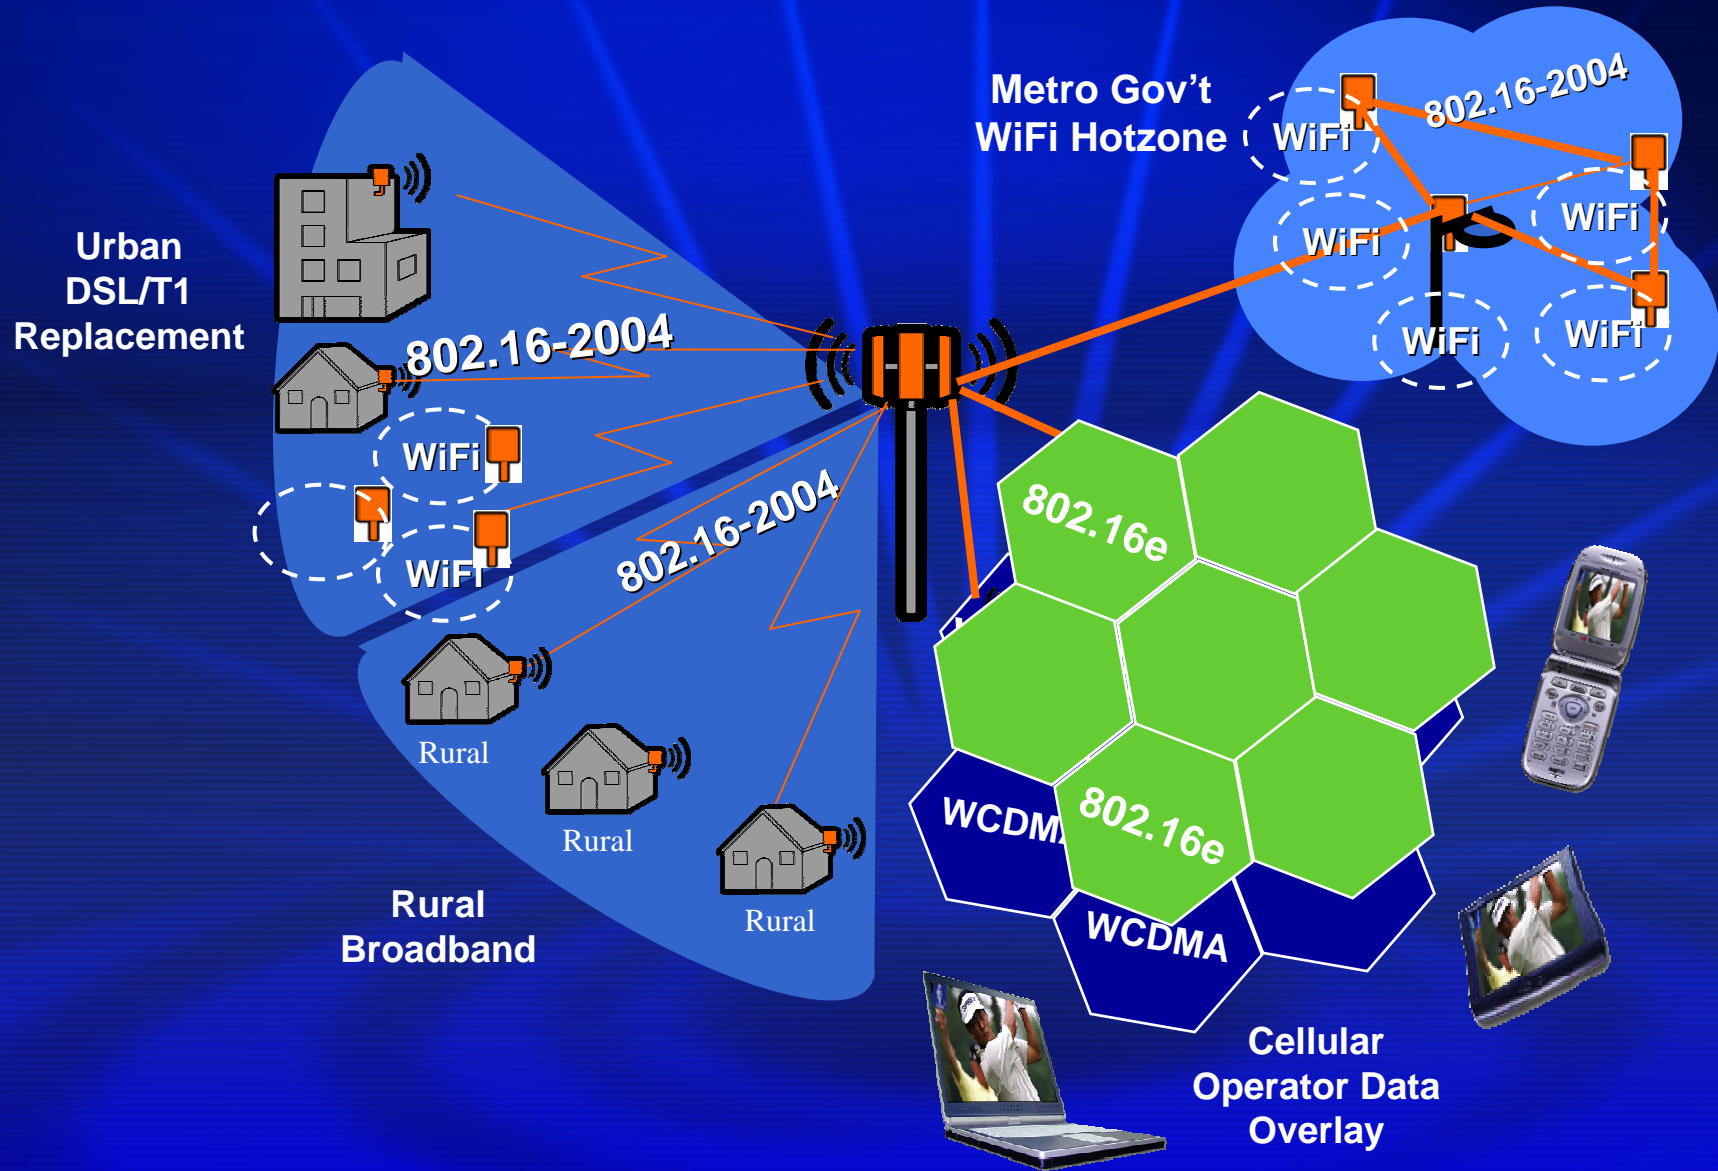 Metro Gov't
WiFi Hotzone
802.16-2004
WiFi
WiFi
WiFi
WiFi
WiFi
Urban
DSL/T1
Replacement
802.16-2004
WiFi
WiFi
802.16-2004
Rural
Rural
Rural
Rural
Broadband
802.16e
802.16e
WCDMA
WCDMA
Cellular
Operator Data
Overlay